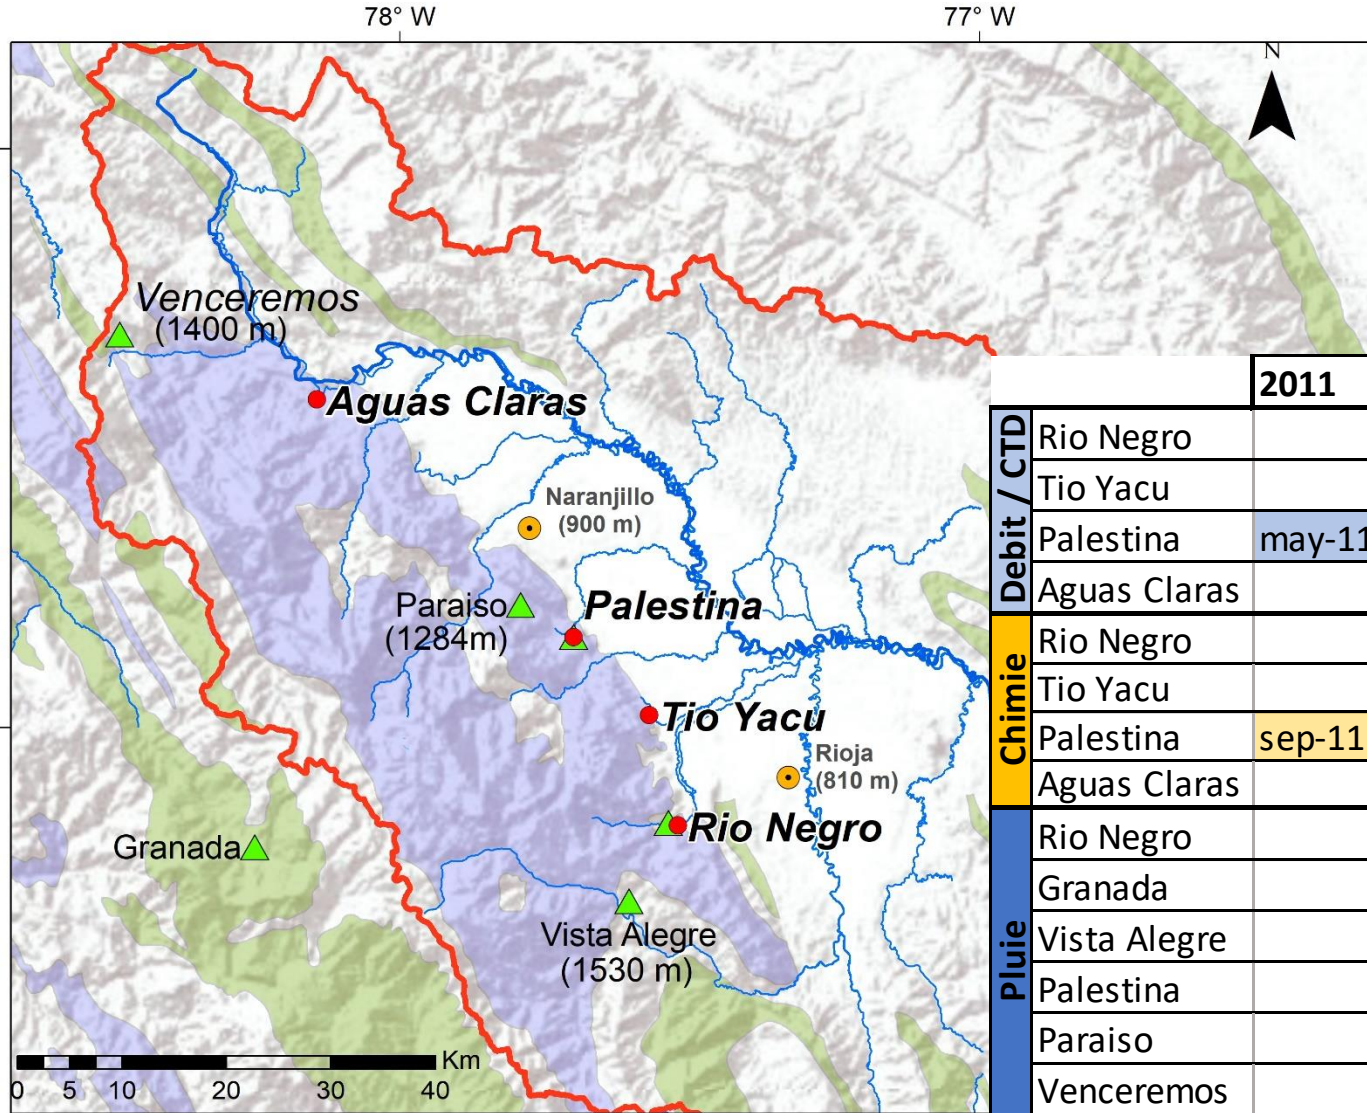 78° W
77° W
N
Venceremos
(1400 m)
Aguas Claras
Naranjillo
(900 m)
Paraiso
(1284m)
Palestina
Tio Yacu
Rioja
(810 m)
Rio Negro
Granada
Vista Alegre
(1530 m)
Km
0 5 10 20 30 40
2011
Debit / CTD
Rio Negro
Tio Yacu
Palestina may-11
Aguas Claras
Chimie
Rio Negro
Tio Yacu
Palestina sep-11
Aguas Claras
Pluie
Rio Negro
Granada
Vista Alegre
Palestina
Paraiso
Venceremos